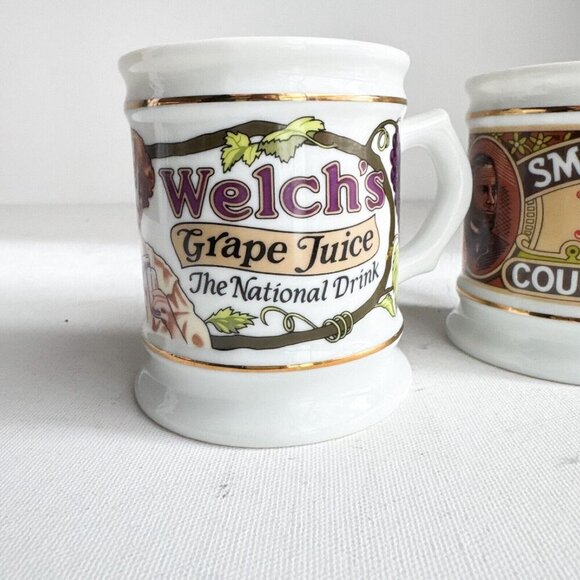 Welch's
Grape Juice
The National Drink
SM
COU